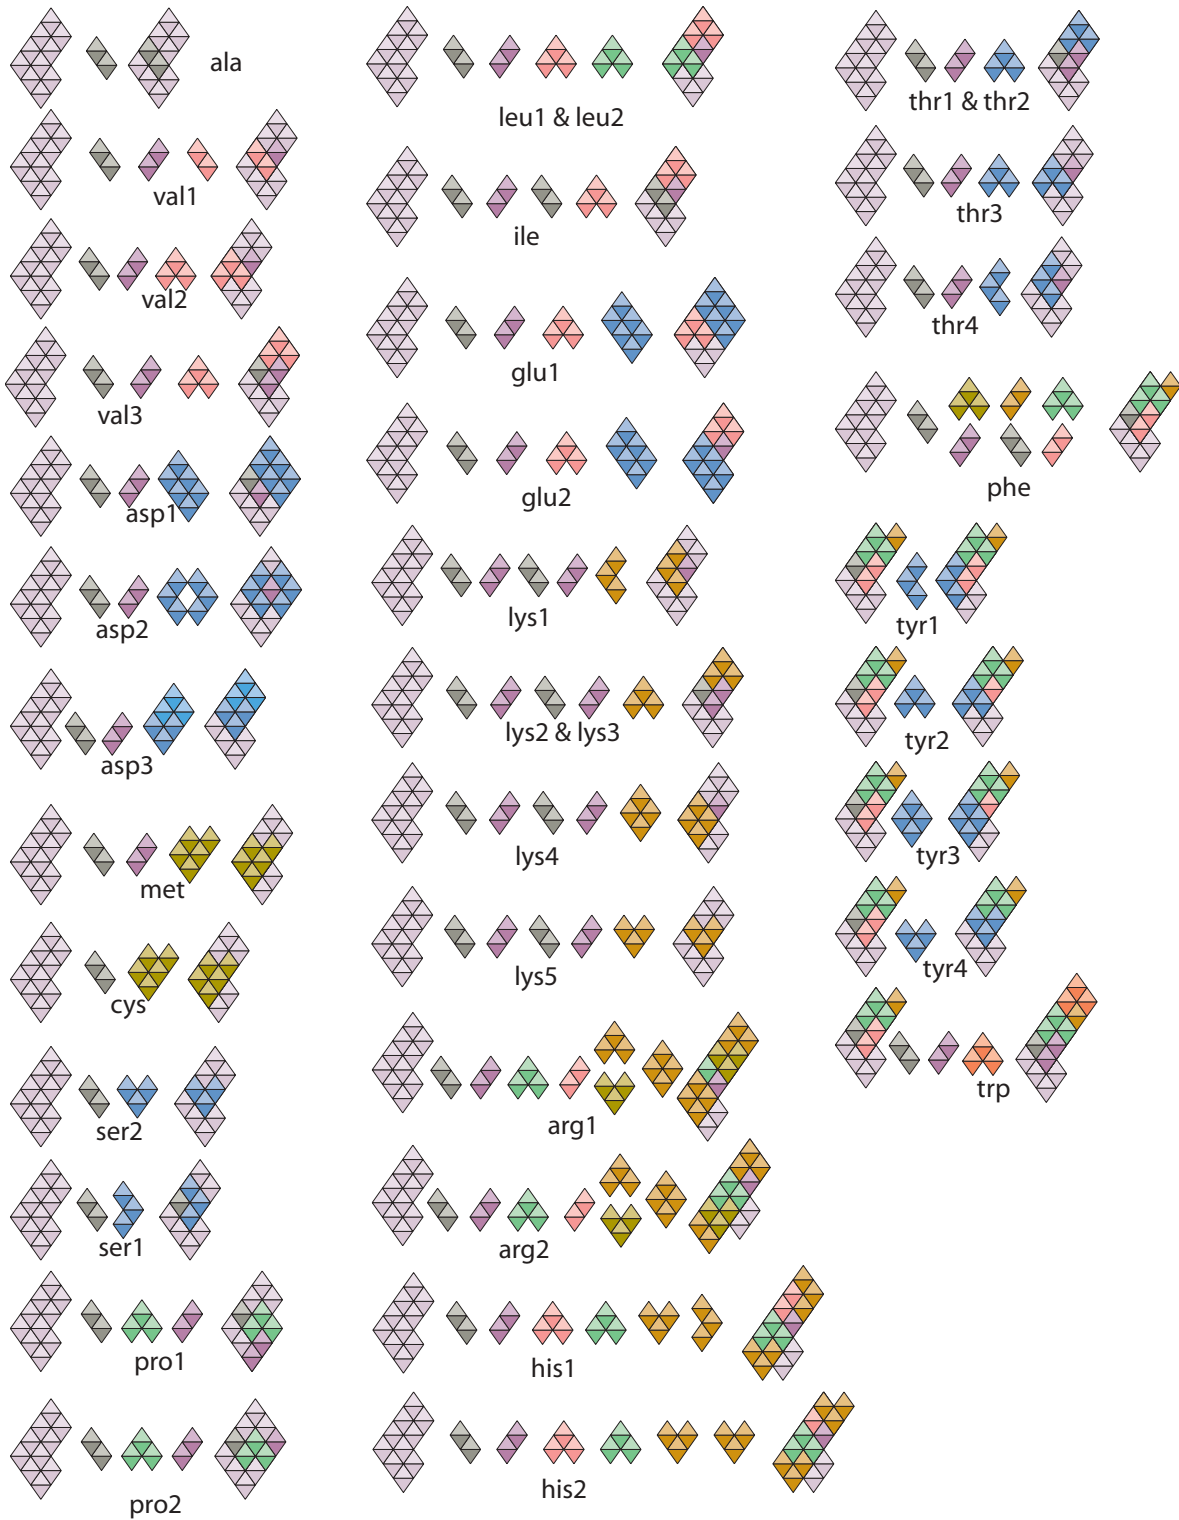 ala
val1
val2
val3
asp1
asp2
asp3
met
cys
ser2
ser1
pro1
pro2
leu1 & leu2
ile
glu1
glu2
lys1
lys2 & lys3
lys4
lys5
arg1
arg2
his1
his2
thr1 & thr2
thr3
thr4
phe
tyr1
tyr2
tyr3
tyr4
trp